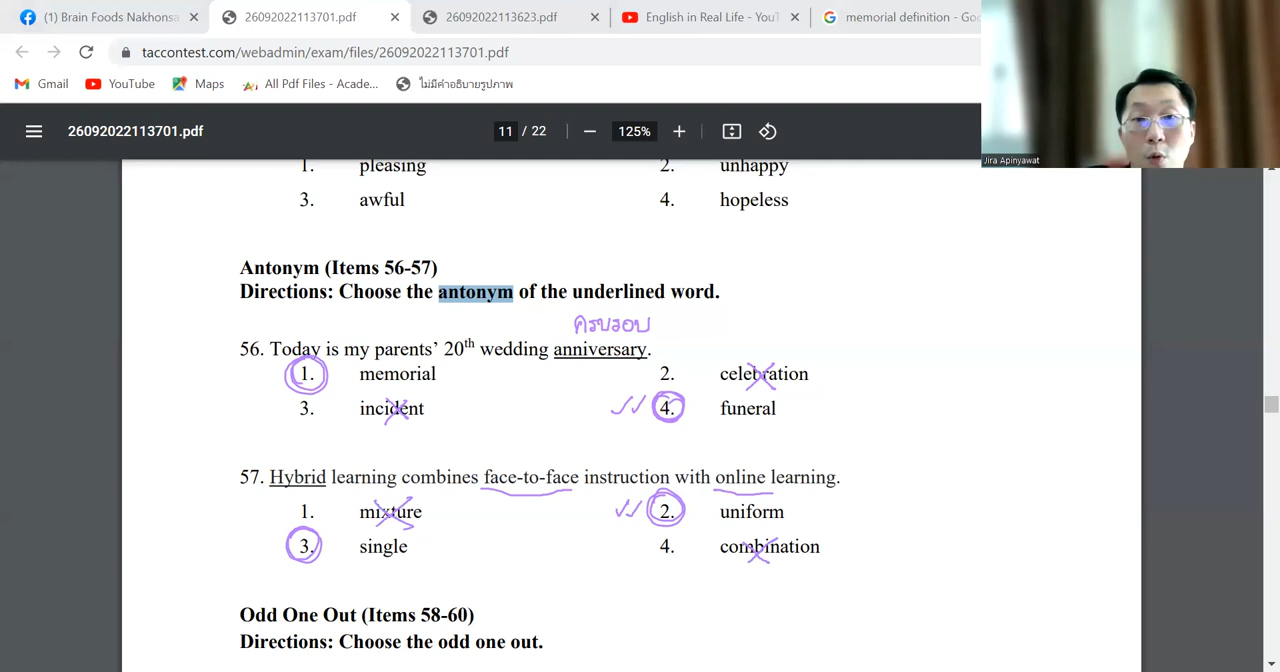 (1) Brain Foods Nakhonsa
26092022113701.pdf
26092022113623.pdf
English in Real Life - YouT
memorial definition - Goo
taccontest.com/webadmin/exam/files/26092022113701.pdf
Gmail
YouTube
Maps
All Pdf Files - Acade...
ไม่มีคำอธิบายรูปภาพ
26092022113701.pdf
11 / 22
125%
Jira Apinyawat
1. pleasing 2. unhappy
3. awful 4. hopeless
Antonym (Items 56-57)
Directions: Choose the antonym of the underlined word.
ครบรอบ
56. Today is my parents’ 20th wedding anniversary.
1. memorial 2. celebration
3. incident 4. funeral
57. Hybrid learning combines face-to-face instruction with online learning.
1. mixture 2. uniform
3. single 4. combination
Odd One Out (Items 58-60)
Directions: Choose the odd one out.